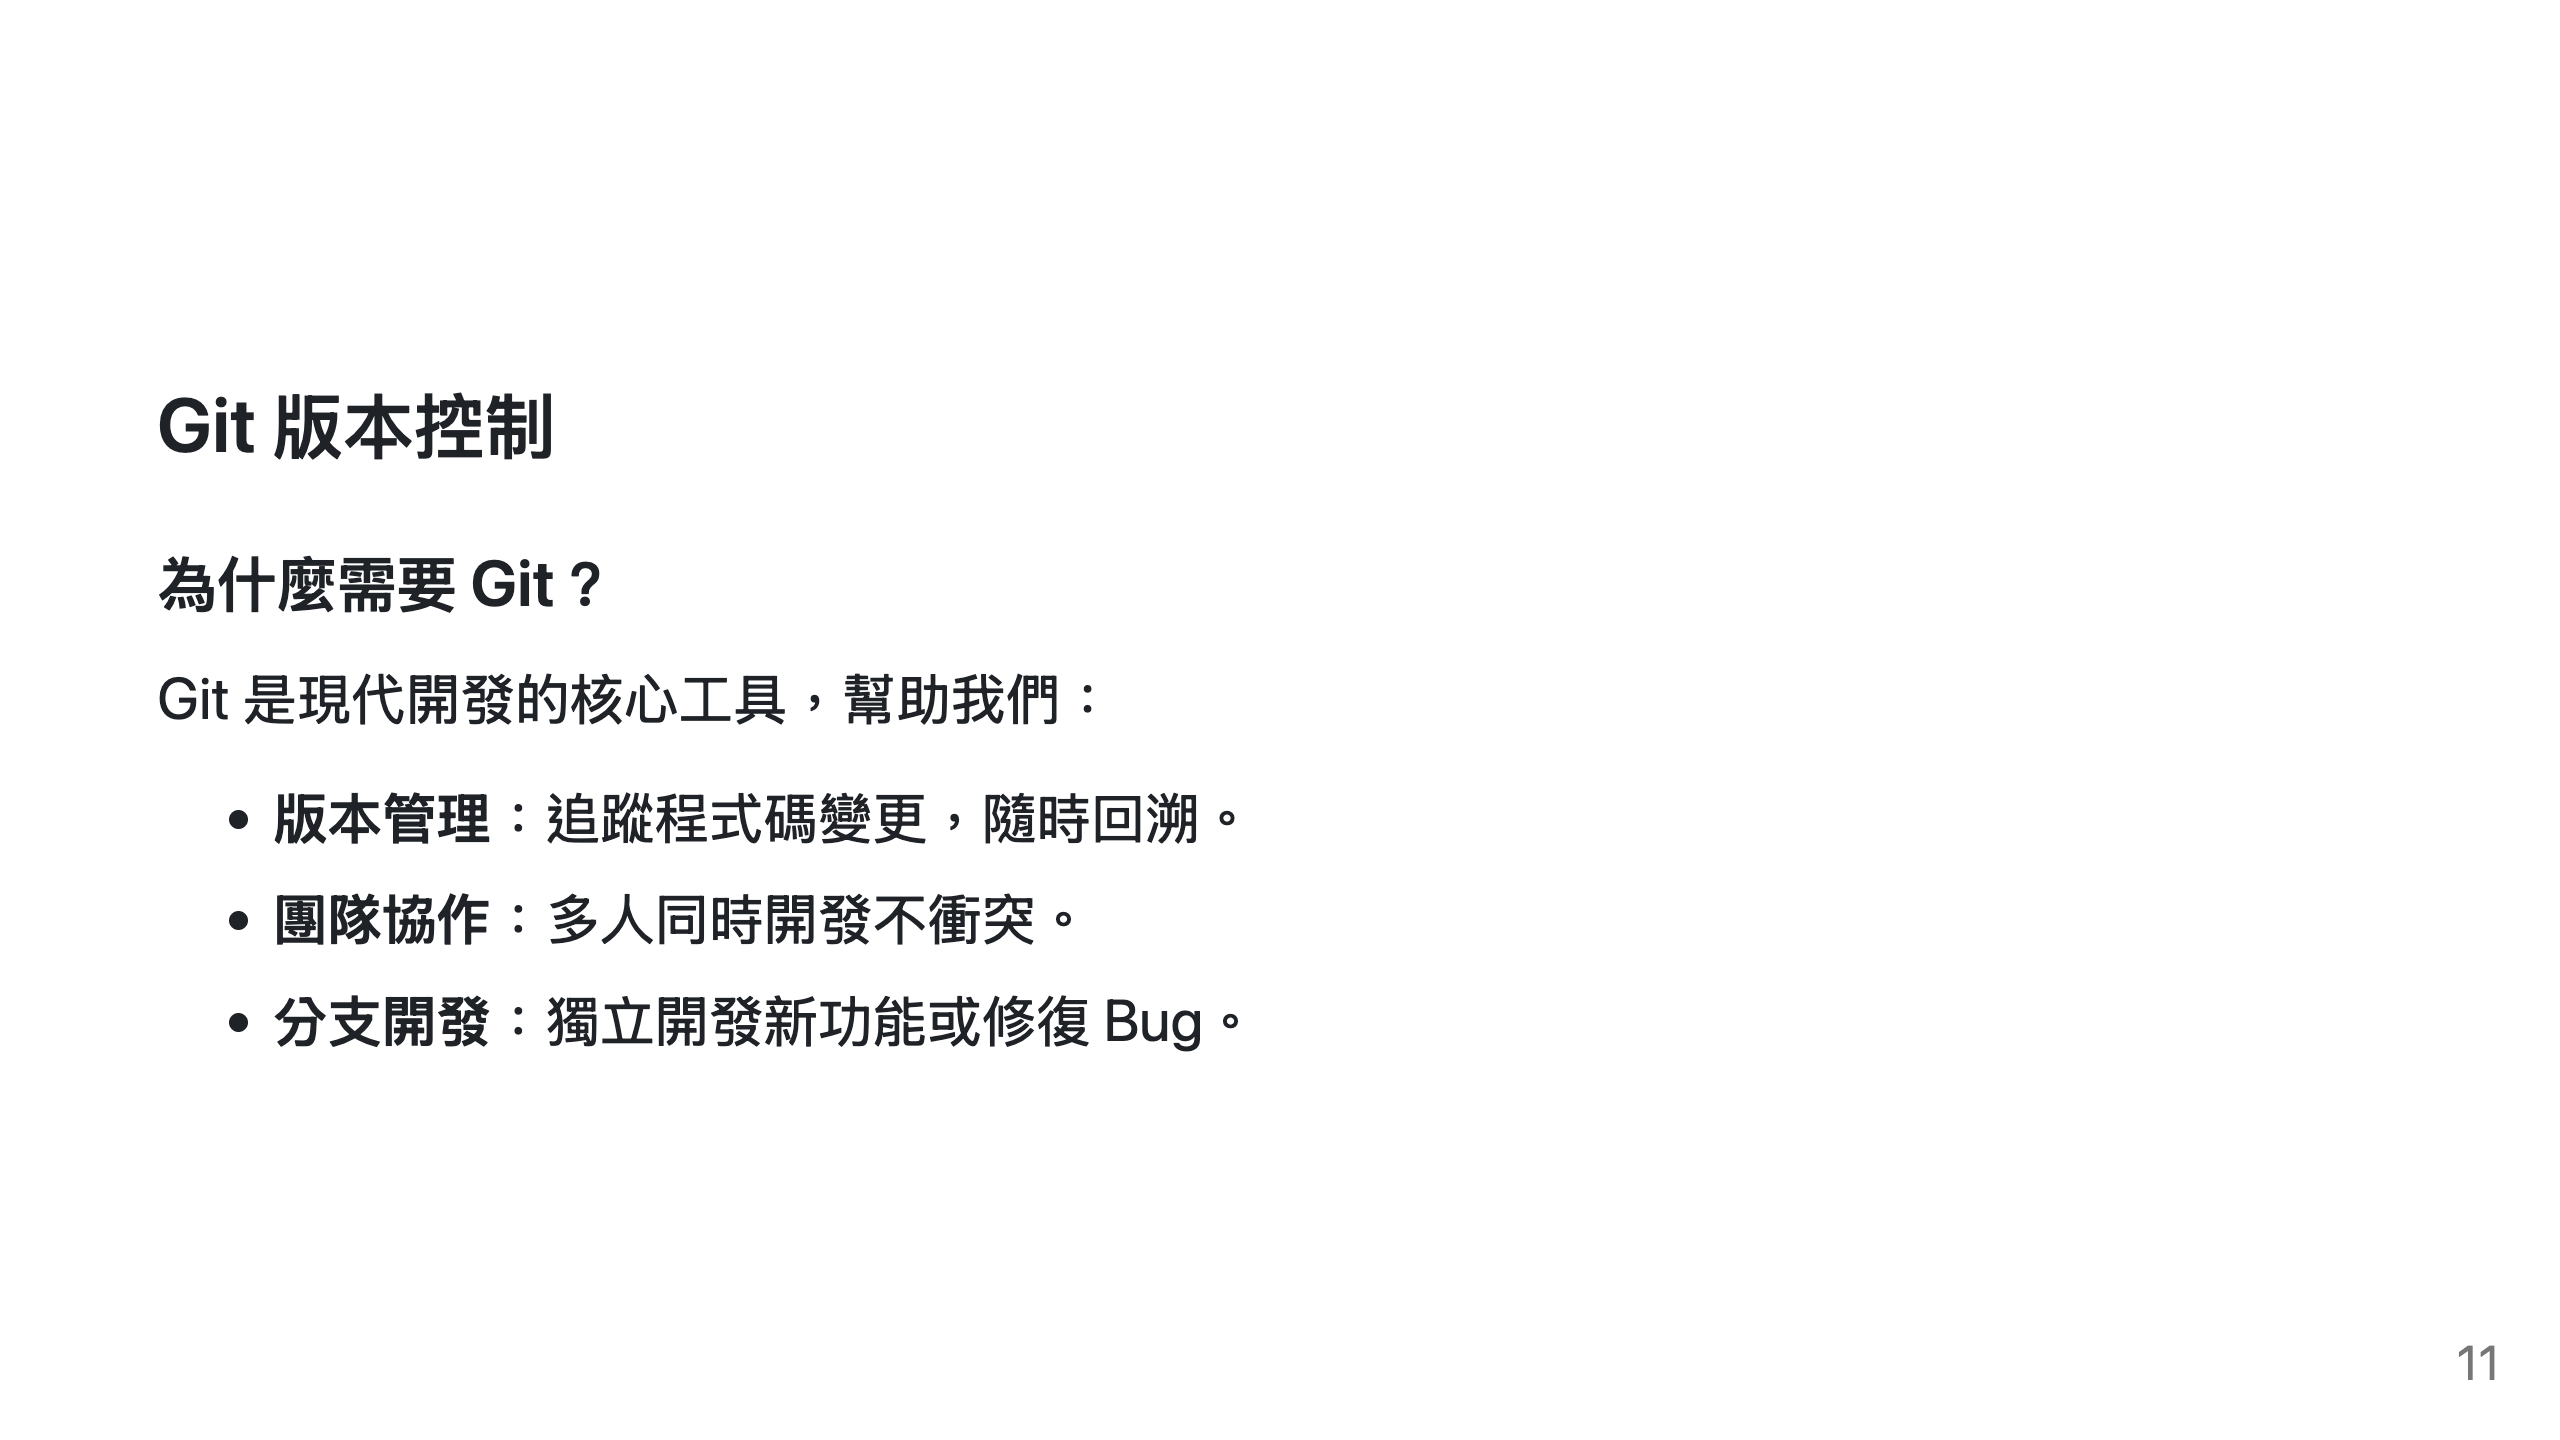 Git 版本控制
為什麼需要 Git ?
Git 是現代開發的核心工具，幫助我們：
• 版本管理：追蹤程式碼變更，隨時回溯。
• 團隊協作：多人同時開發不衝突。
• 分支開發：獨立開發新功能或修復 Bug。
11